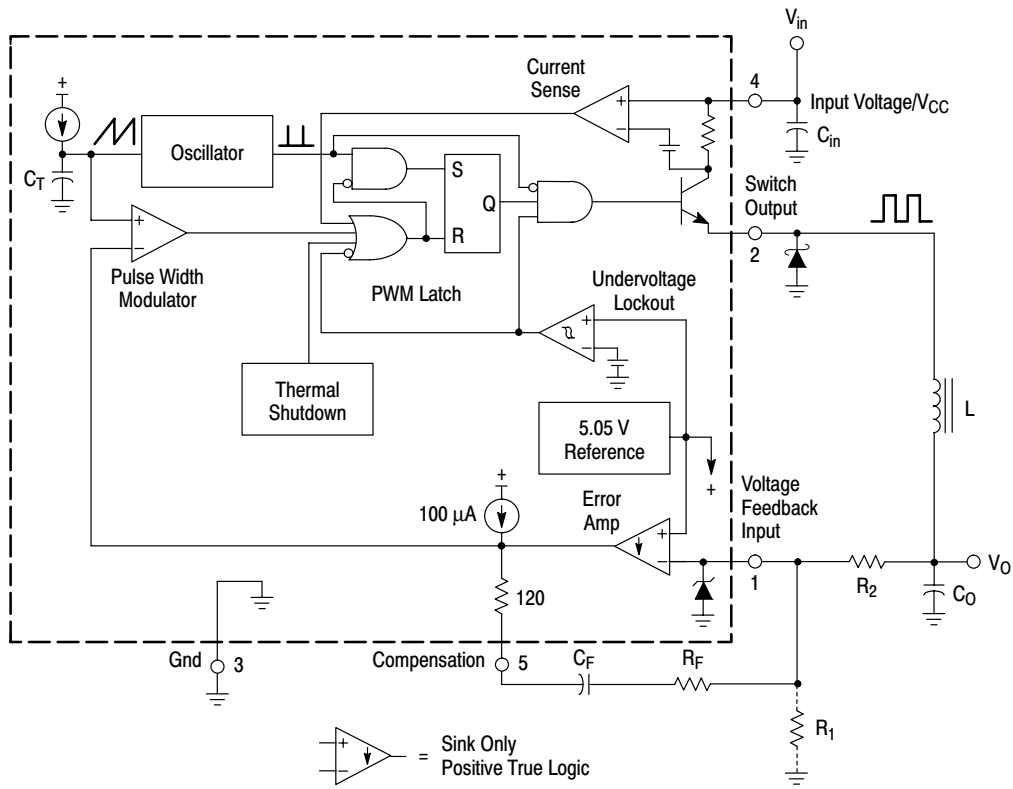 V_in
Current
Sense
4
Input Voltage/V_CC
+
+
−
C_in
Oscillator
C_T
S
Q
R
Switch
Output
2
+
−
Pulse Width
Modulator
PWM Latch
Undervoltage
Lockout
+
−
Thermal
Shutdown
5.05 V
Reference
+
L
+
100 μA
Error
Amp
Voltage
Feedback
Input
+
−
1
R_2
V_O
C_O
120
Gnd
3
Compensation
5
C_F
R_F
R_1
+
−
=
Sink Only
Positive True Logic